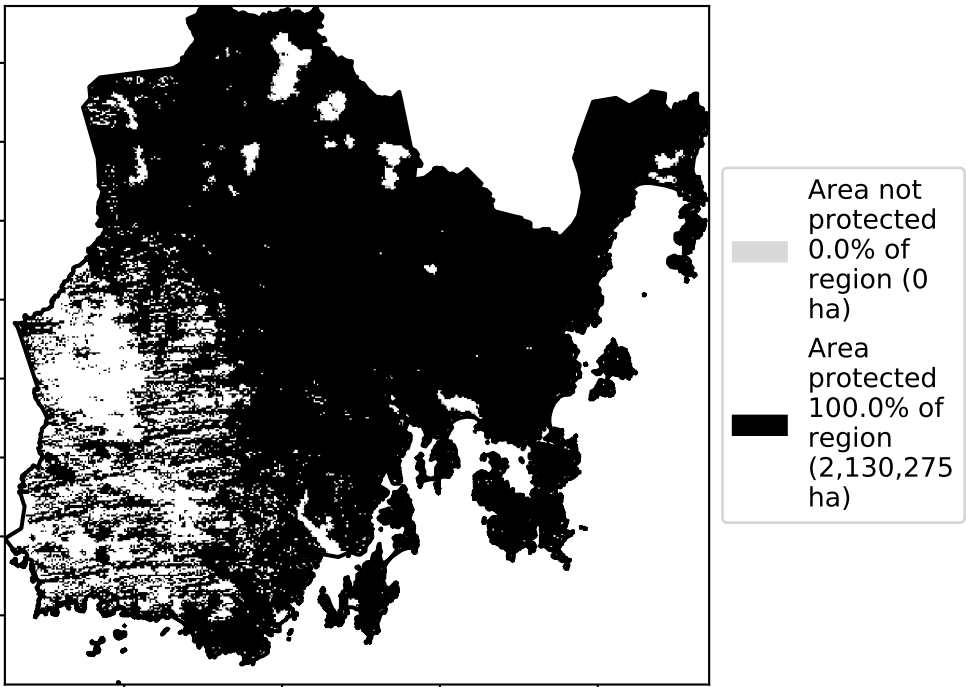 Area not
protected
0.0% of
region (0
ha)
Area
protected
100.0% of
region
(2,130,275
ha)